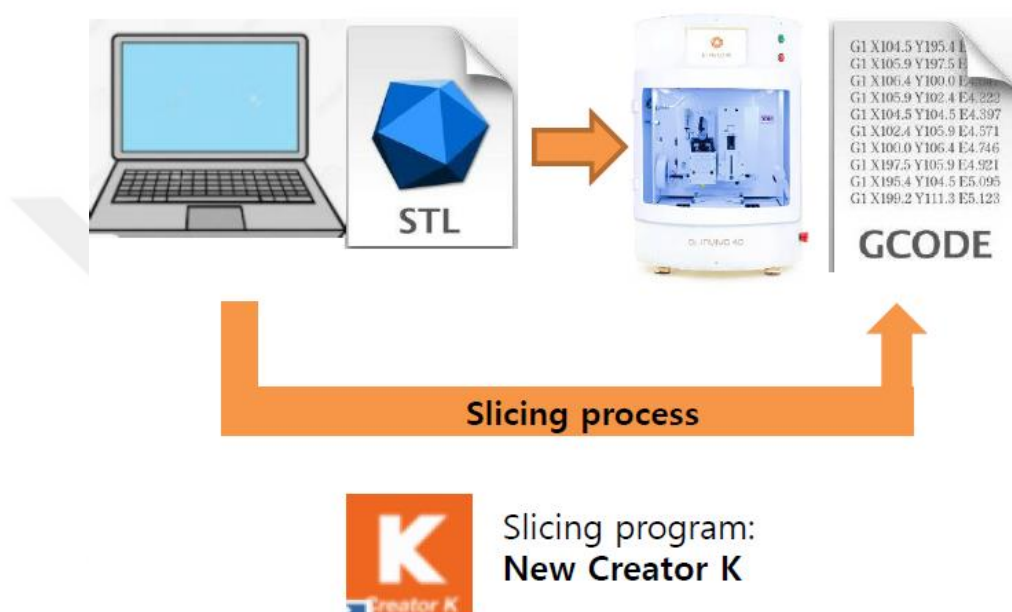 G1 X104.5 Y195.4
G1 X105.9 Y197.5 E
G1 X106.4 Y100.0
G1 X105.9 Y102.4 E4.222
G1 X104.5 Y104.5 E4.397
G1 X102.4 Y105.9 E4.571
G1 X100.0 Y106.4 E4.746
G1 X197.5 Y105.9 E4.921
G1 X195.4 Y104.5 E5.095
G1 X199.2 Y111.3 E5.123
STL
GCODE
Slicing process
K
Creator K
Slicing program:
New Creator K